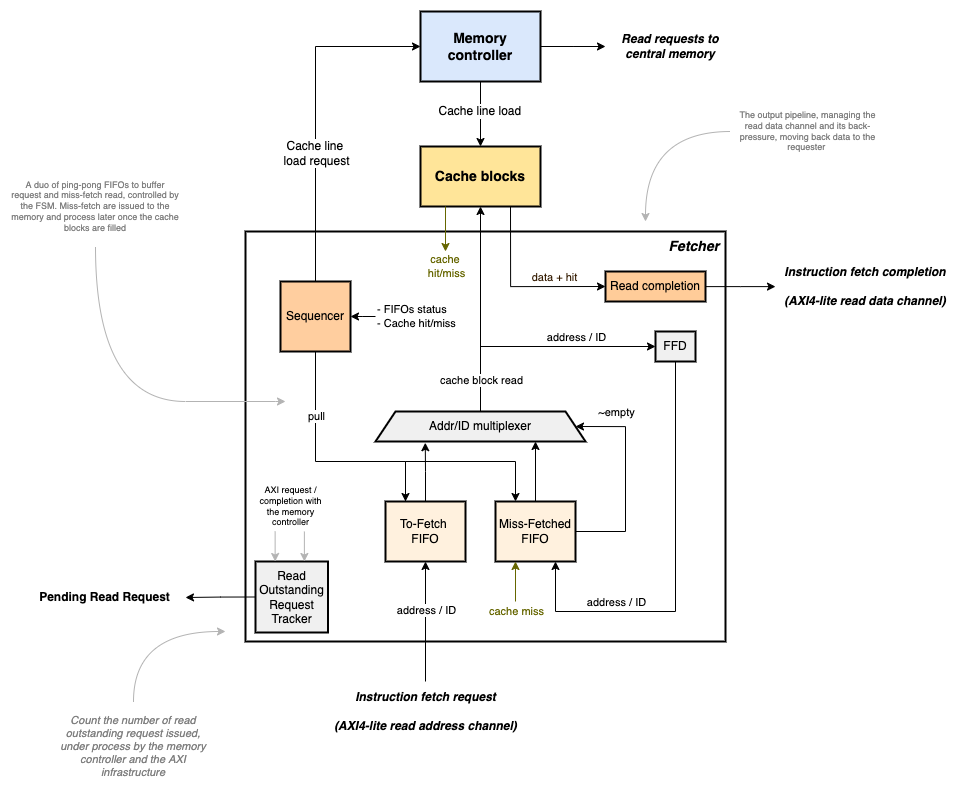 Memory
controller
Read requests to
central memory
Cache line load
The output pipeline, managing the
read data channel and its back-
pressure, moving back data to the
requester
Cache line
load request
Cache blocks
A duo of ping-pong FIFOs to buffer
request and miss-fetch read, controlled by
the FSM. Miss-fetch are issued to the
memory and process later once the cache
blocks are filled
Fetcher
cache
hit/miss
data + hit
Read completion
Instruction fetch completion
(AXI4-lite read data channel)
Sequencer
- FIFOs status
- Cache hit/miss
address / ID
FFD
cache block read
pull
Addr/ID multiplexer
~empty
AXI request /
completion with
the memory
controller
To-Fetch
FIFO
Miss-Fetched
FIFO
Read
Outstanding
Request
Tracker
Pending Read Request
address / ID
cache miss
address / ID
Instruction fetch request
(AXI4-lite read address channel)
Count the number of read
outstanding request issued,
under process by the memory
controller and the AXI
infrastructure